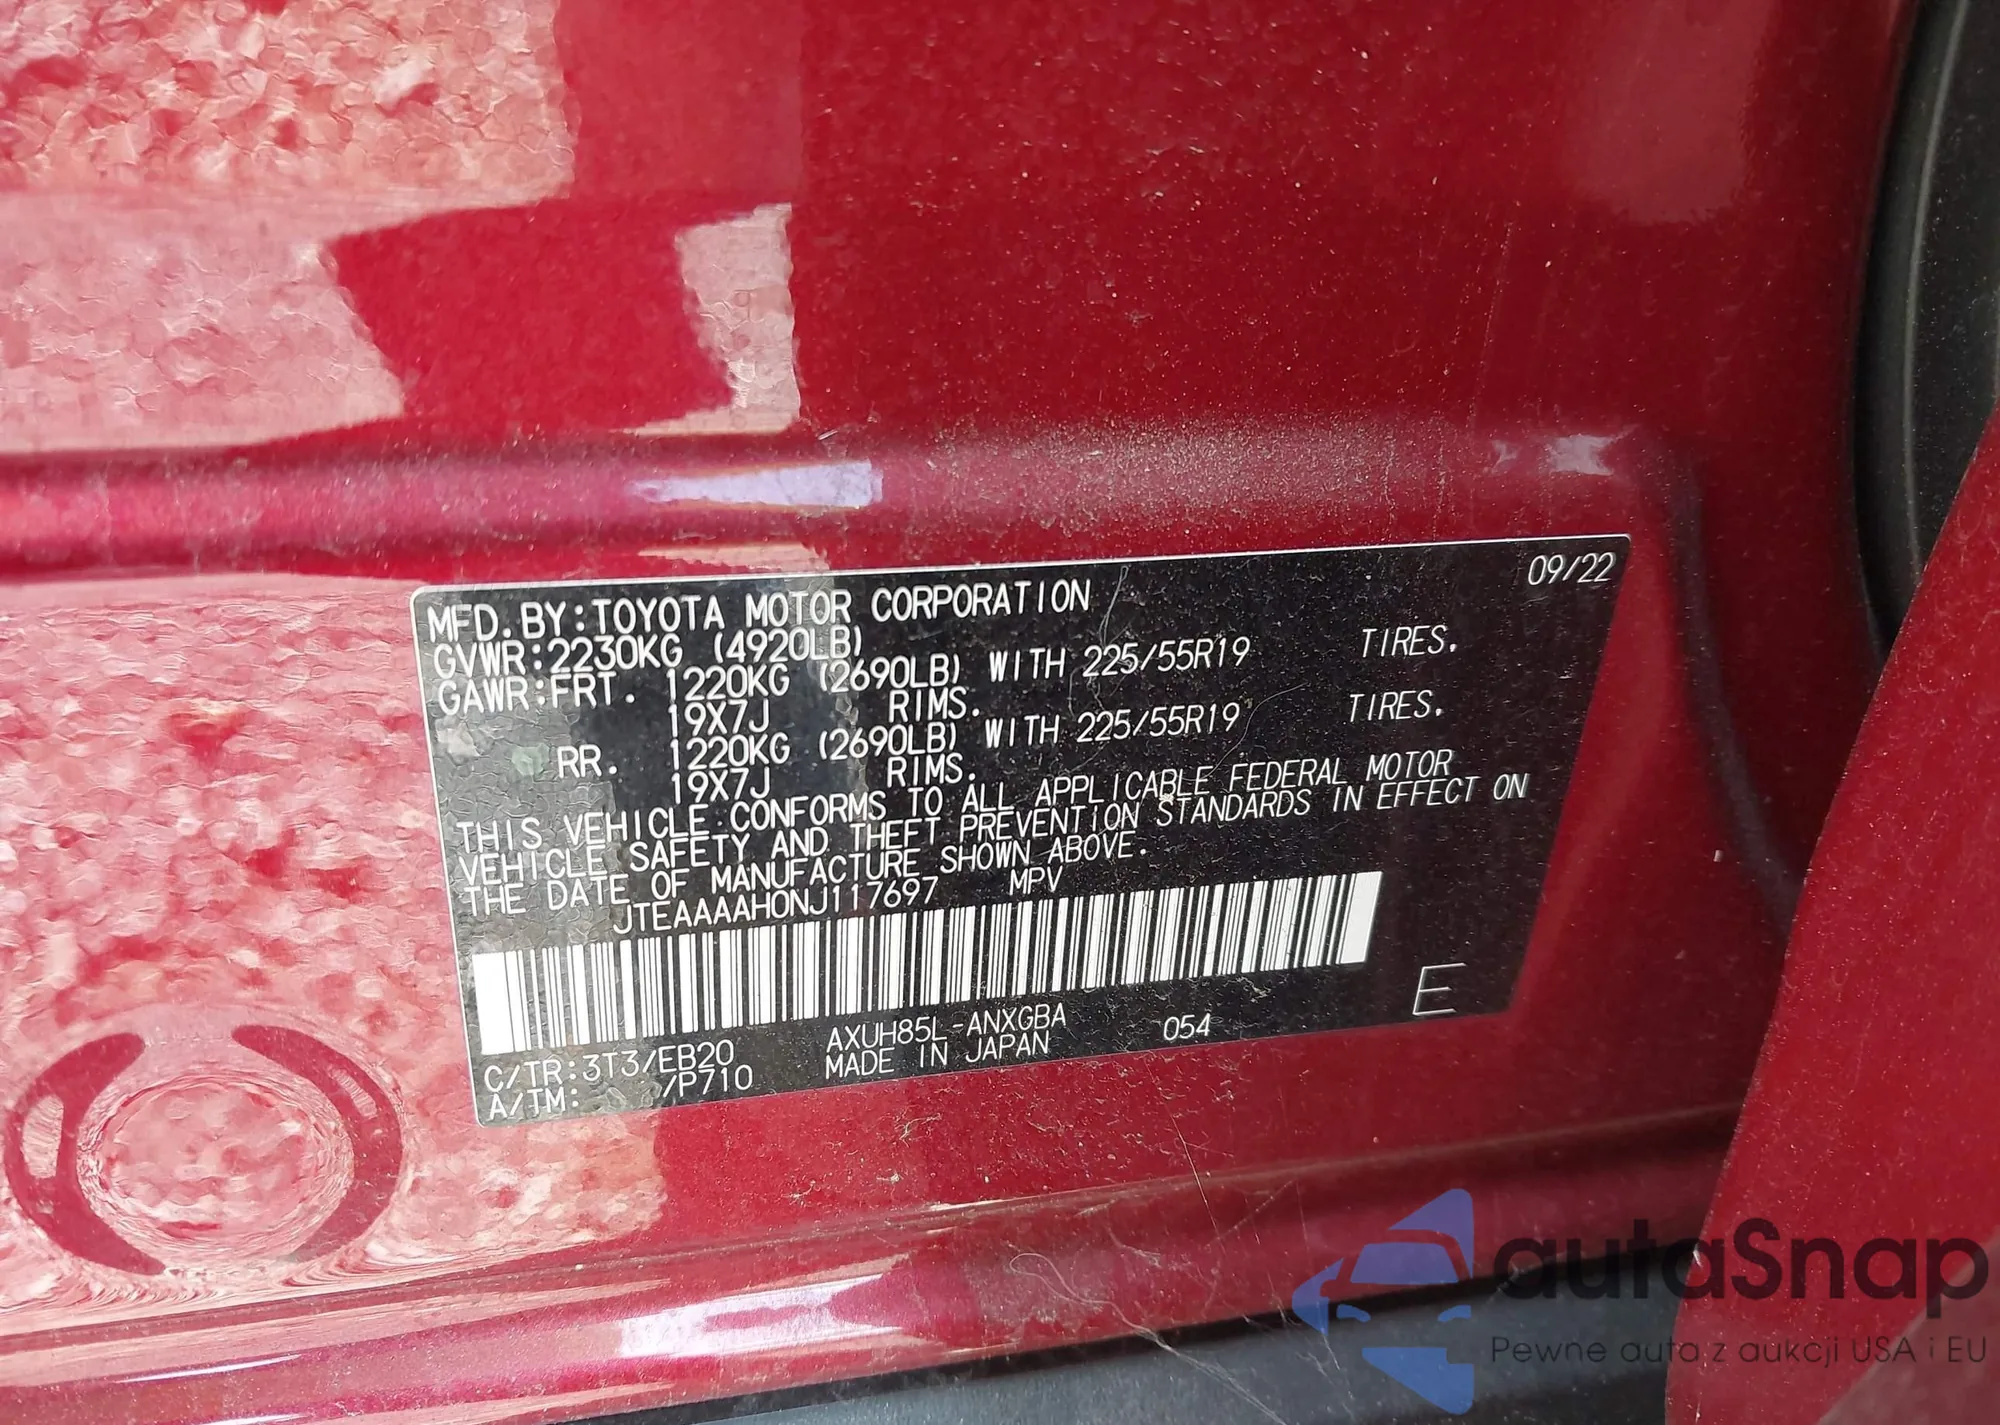 09/22
MFD. BY: TOYOTA MOTOR CORPORATION
GVWR: 2230KG (4920LB)
GAWR: FRT. 1220KG (2690LB) WITH 225/55R19 TIRES.
19X7J RIMS.
RR. 1220KG (2690LB) WITH 225/55R19 TIRES.
19X7J RIMS.
THIS VEHICLE CONFORMS TO ALL APPLICABLE FEDERAL MOTOR
VEHICLE SAFETY AND THEFT PREVENTION STANDARDS IN EFFECT ON
THE DATE OF MANUFACTURE SHOWN ABOVE.
JTEAAAAH0NJ117697 MPV
E
C/TR: 3T3/EB20 AXUH85L-ANXGBA 054
A/TM: /P710 MADE IN JAPAN
autaSnap
Pewne auta z aukcji USA i EU